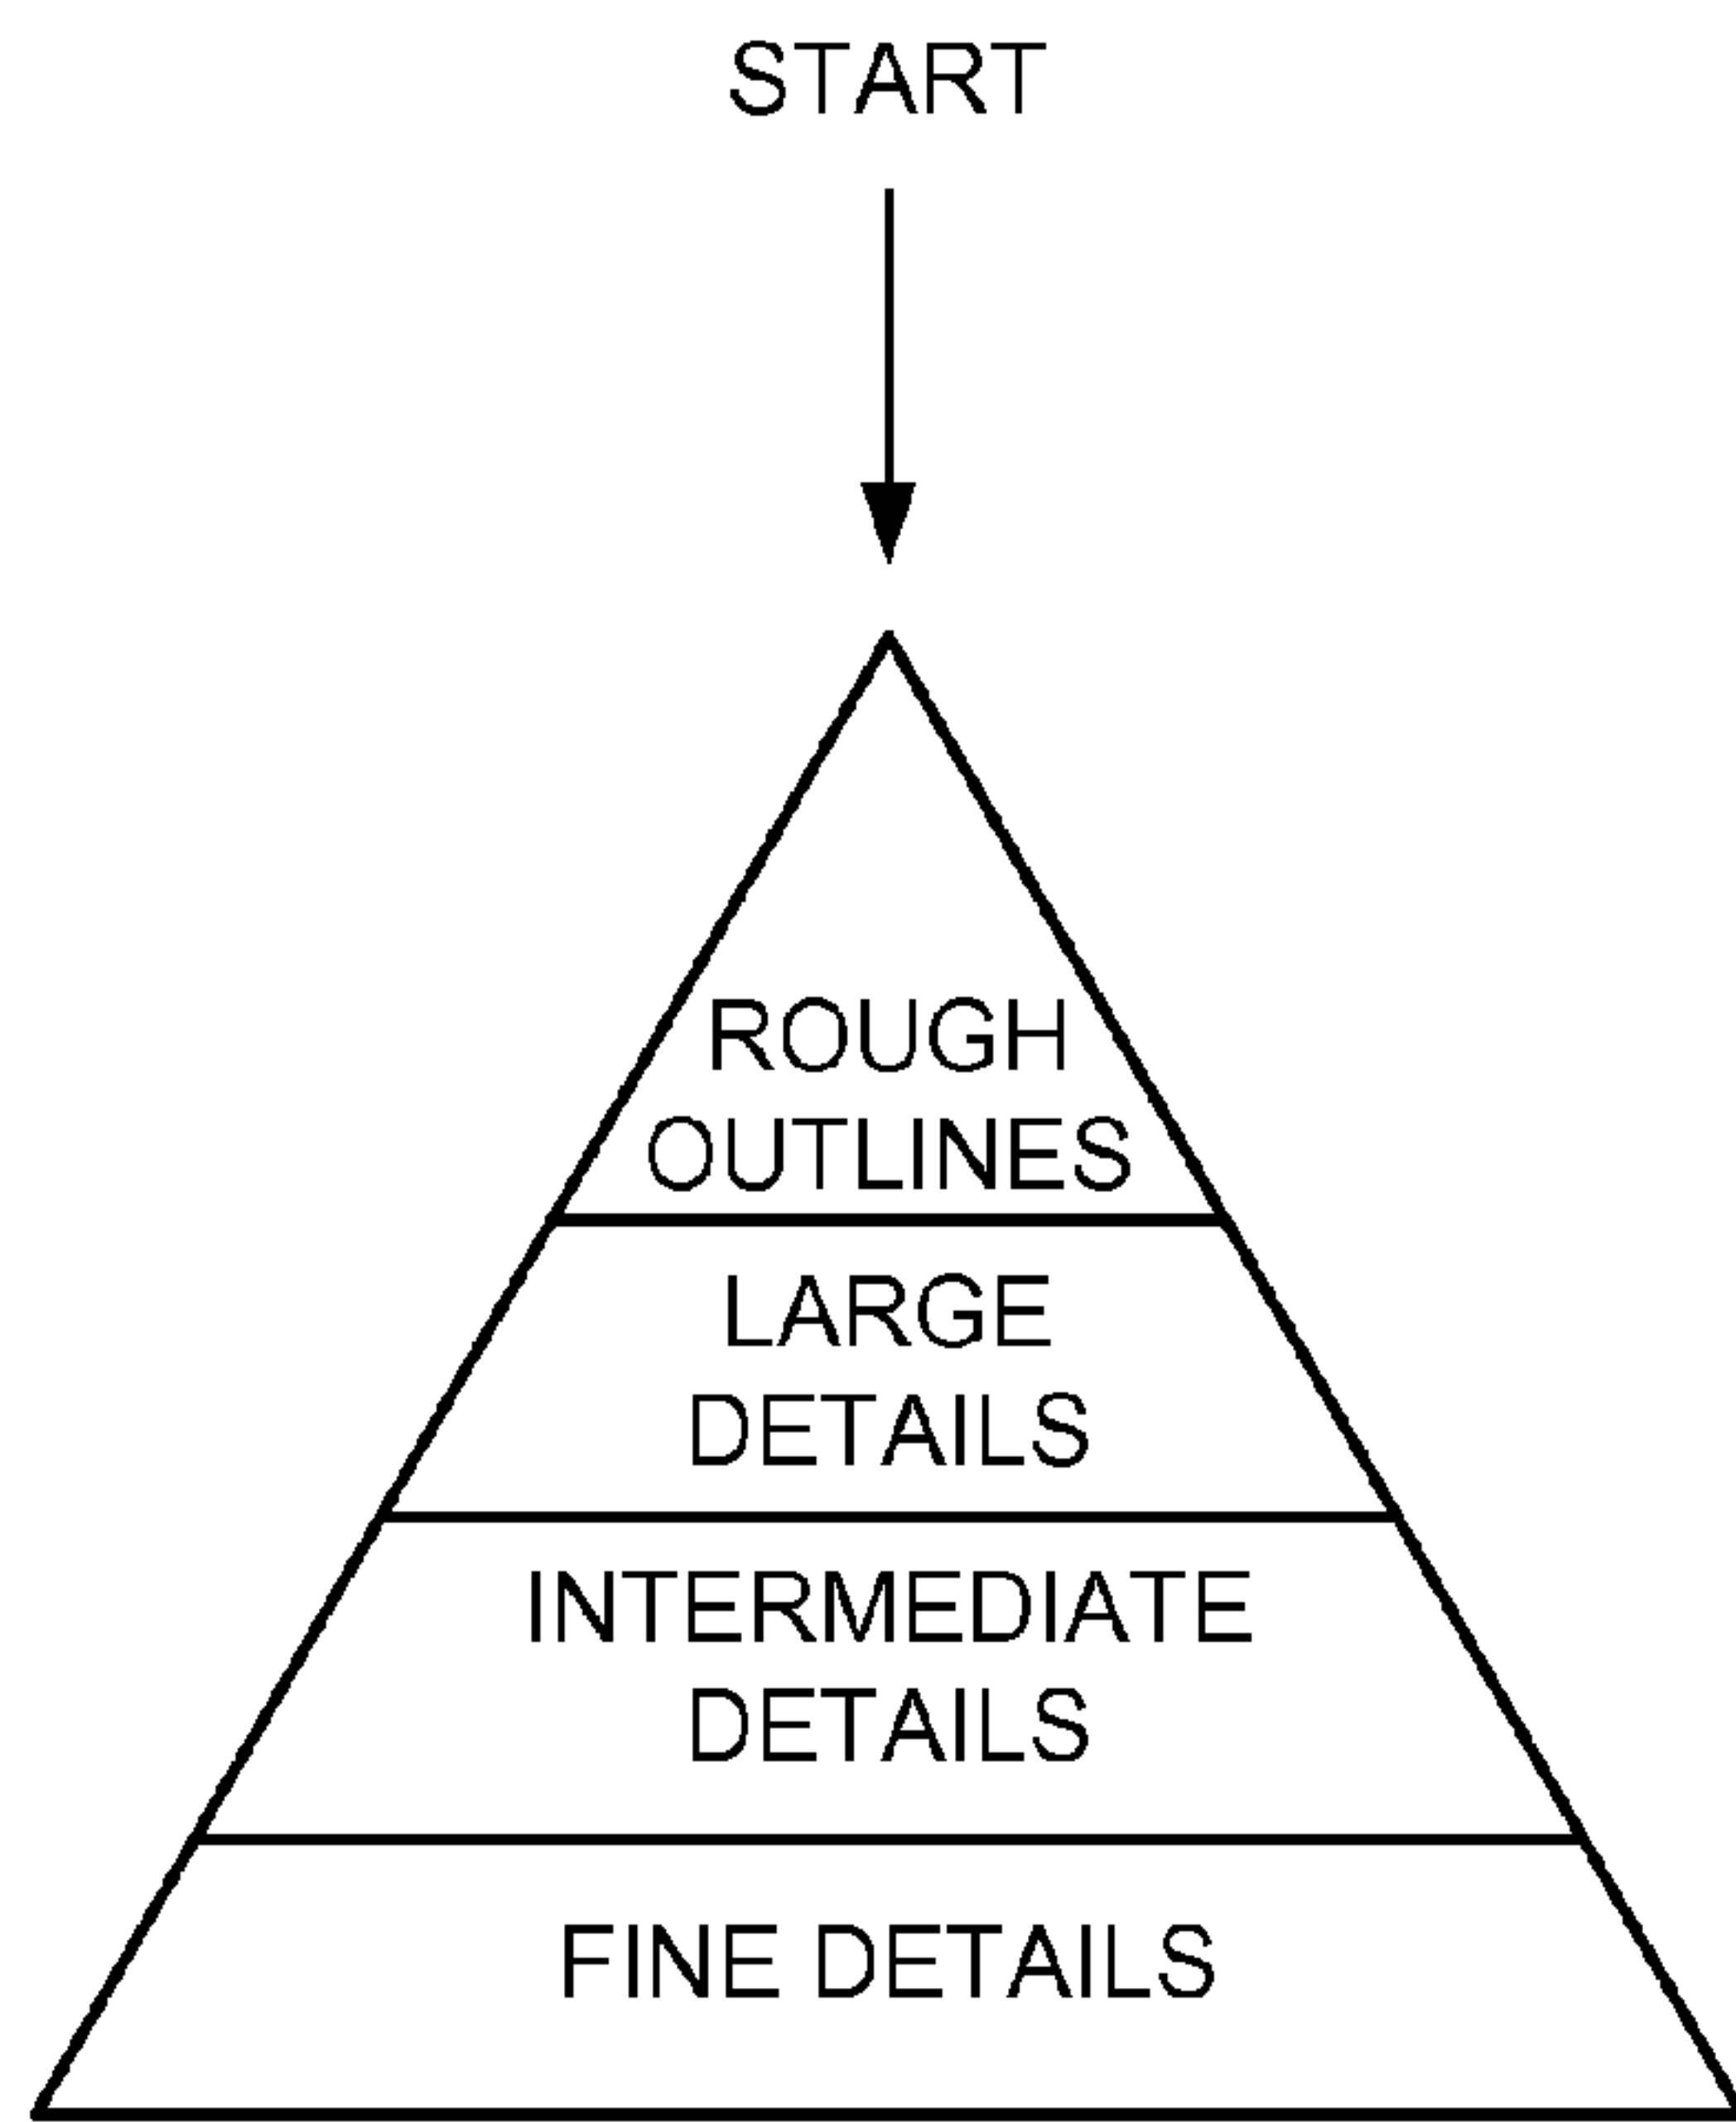 START
ROUGH
OUTLINES
LARGE
DETAILS
INTERMEDIATE
DETAILS
FINE DETAILS